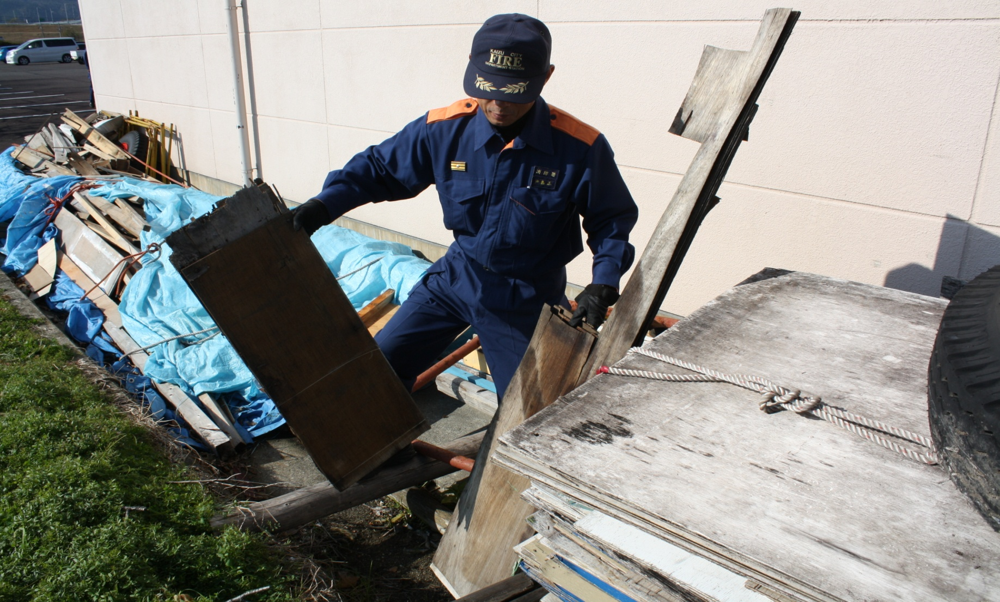 KAIZU CITY
FIRE
DEPARTMENT-STATION
消防署